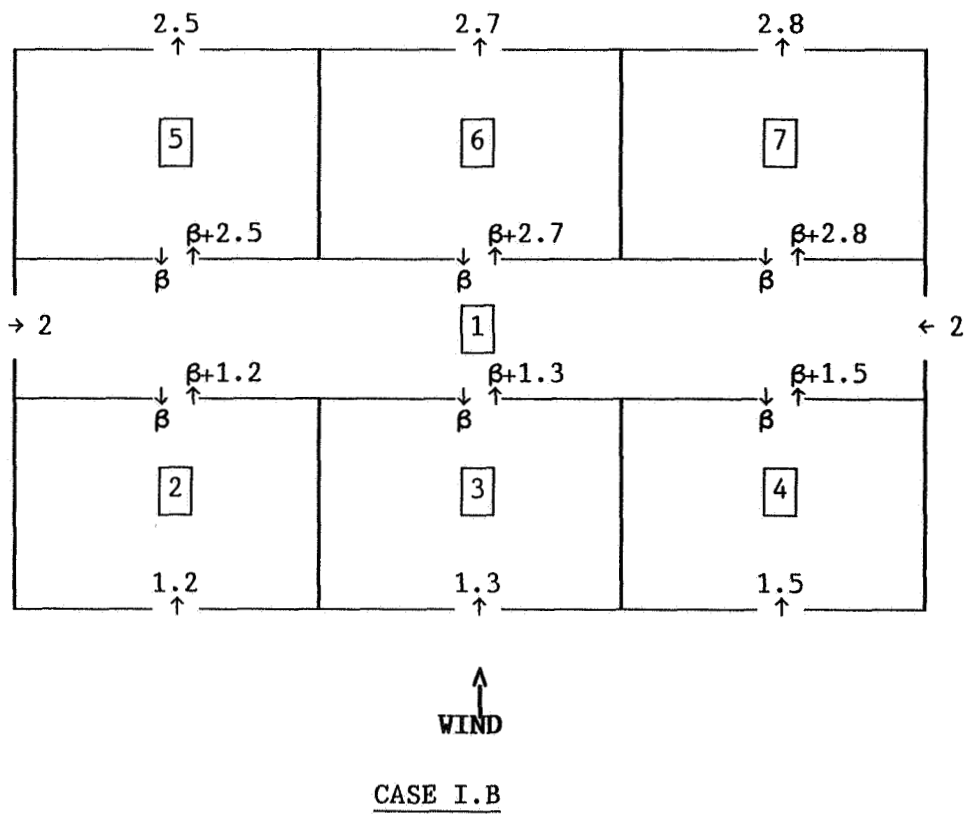 2.5 2.7 2.8
↑ ↑ ↑
5 6 7
β+2.5 β+2.7 β+2.8
↓ ↑ ↓ ↑ ↓ ↑
β β β
→ 2 1 ← 2
β+1.2 β+1.3 β+1.5
↓ ↑ ↓ ↑ ↓ ↑
β β β
2 3 4
1.2 1.3 1.5
↑ ↑ ↑
WIND
CASE I.B